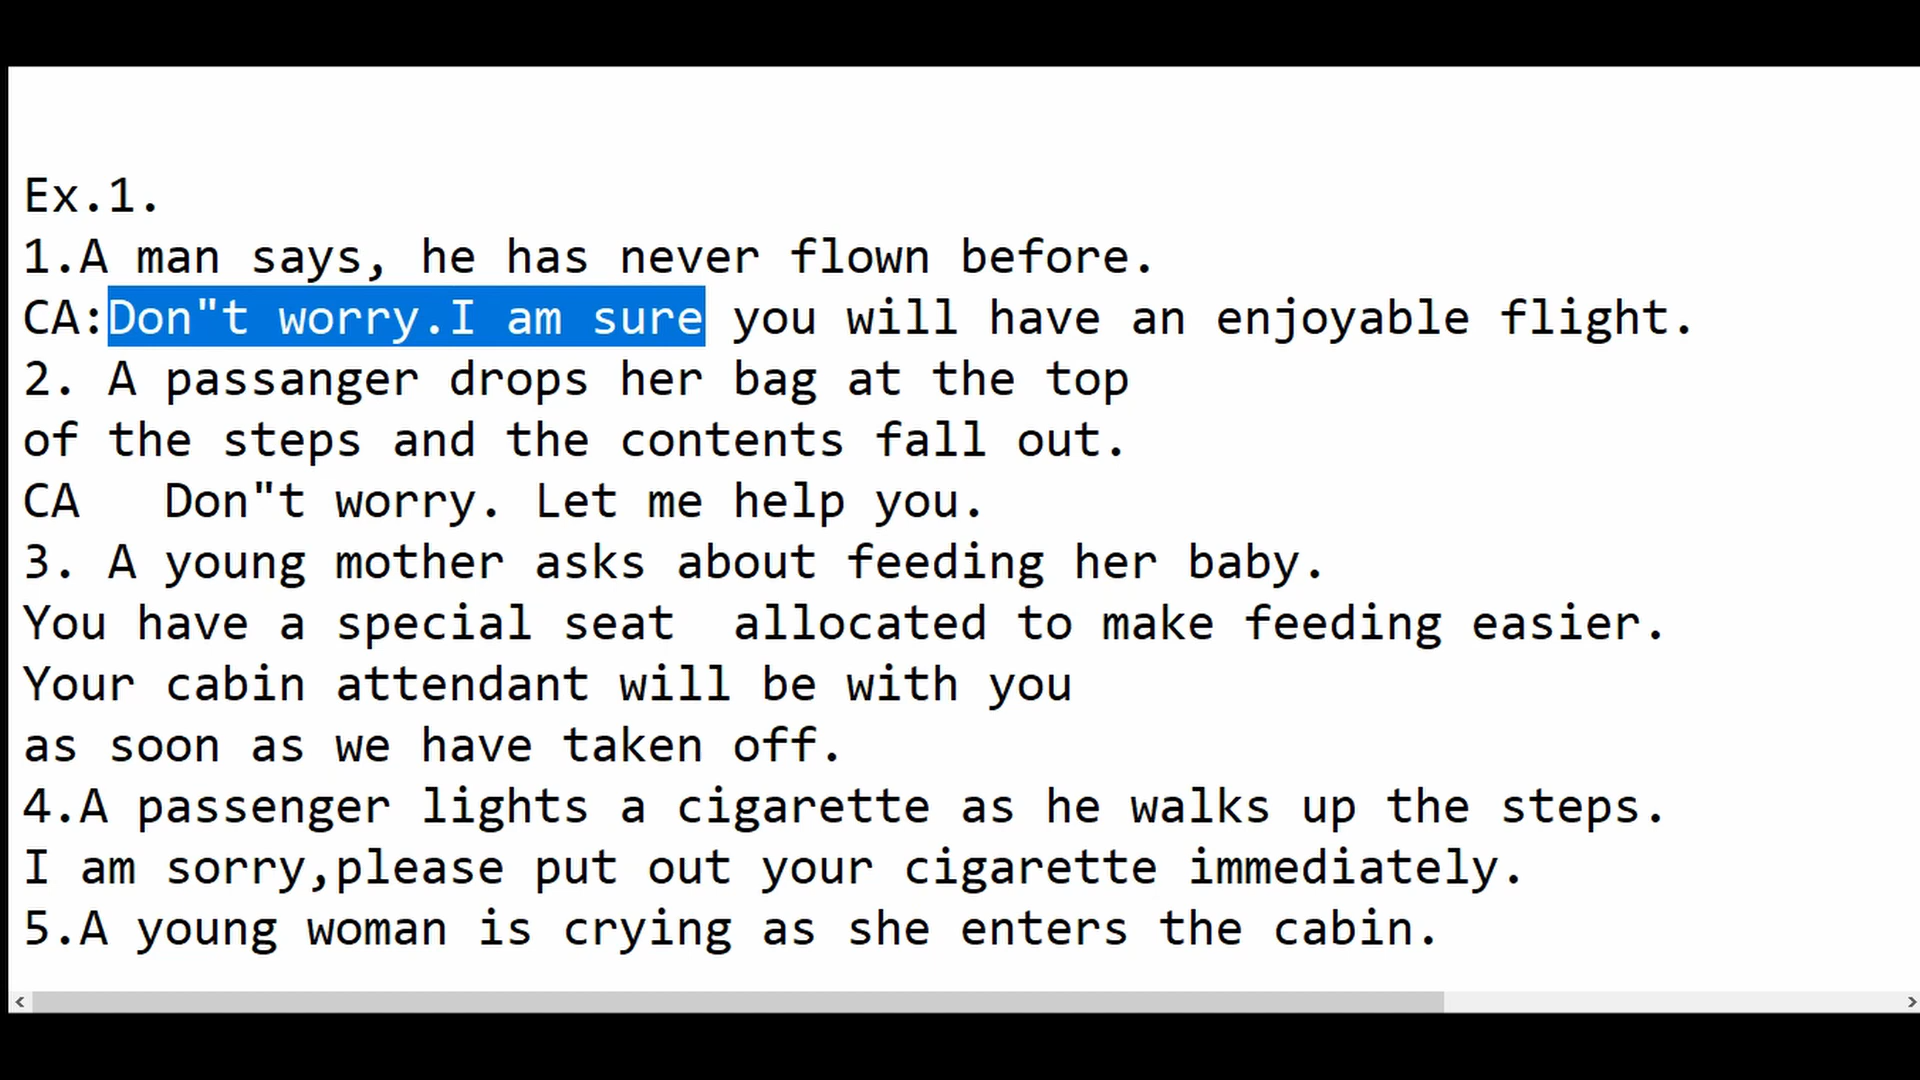 Ex.1.
1.A man says, he has never flown before.
CA:Don"t worry.I am sure you will have an enjoyable flight.
2. A passanger drops her bag at the top
of the steps and the contents fall out.
CA   Don"t worry. Let me help you.
3. A young mother asks about feeding her baby.
You have a special seat  allocated to make feeding easier.
Your cabin attendant will be with you
as soon as we have taken off.
4.A passenger lights a cigarette as he walks up the steps.
I am sorry,please put out your cigarette immediately.
5.A young woman is crying as she enters the cabin.